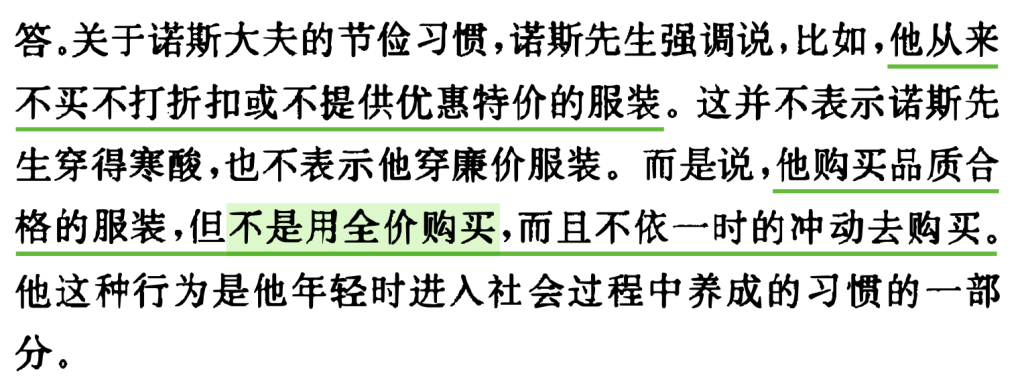 答。关于诺斯大夫的节俭习惯,诺斯先生强调说,比如,他从来
不买不打折扣或不提供优惠特价的服装。这并不表示诺斯先
生穿得寒酸,也不表示他穿廉价服装。而是说,他购买品质合
格的服装,但不是用全价购买,而且不依一时的冲动去购买。
他这种行为是他年轻时进入社会过程中养成的习惯的一部
分。